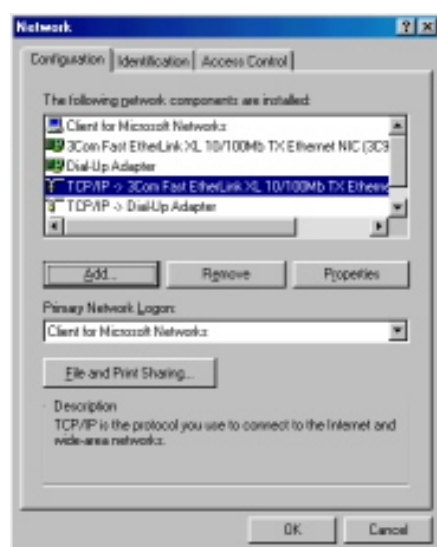 Network
Configuration Identification Access Control
The following network components are installed:
Client for Microsoft Networks
3Com Fast EtherLink XL 10/100Mb TX Ethernet NIC (3C9
Dial-Up Adapter
TCP/IP -> 3Com Fast EtherLink XL 10/100Mb TX Etherne
TCP/IP -> Dial-Up Adapter
Add... Remove Properties
Primary Network Logon:
Client for Microsoft Networks
File and Print Sharing...
Description
TCP/IP is the protocol you use to connect to the Internet and
wide-area networks.
OK Cancel